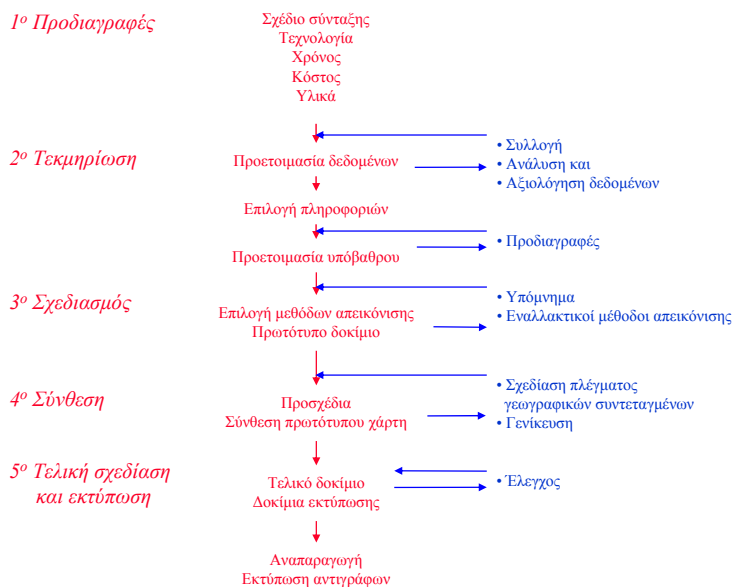 1ο Προδιαγραφές
Σχέδιο σύνταξης
Τεχνολογία
Χρόνος
Κόστος
Υλικά
2ο Τεκμηρίωση
Προετοιμασία δεδομένων
• Συλλογή
• Ανάλυση και
• Αξιολόγηση δεδομένων
Επιλογή πληροφοριών
Προετοιμασία υπόβαθρου
• Προδιαγραφές
3ο Σχεδιασμός
Επιλογή μεθόδων απεικόνισης
Πρωτότυπο δοκίμιο
• Υπόμνημα
• Εναλλακτικοί μέθοδοι απεικόνισης
4ο Σύνθεση
Προσχέδια
Σύνθεση πρωτότυπου χάρτη
• Σχεδίαση πλέγματος
γεωγραφικών συντεταγμένων
• Γενίκευση
5ο Τελική σχεδίαση
και εκτύπωση
Τελικό δοκίμιο
Δοκίμια εκτύπωσης
• Έλεγχος
Αναπαραγωγή
Εκτύπωση αντιγράφων